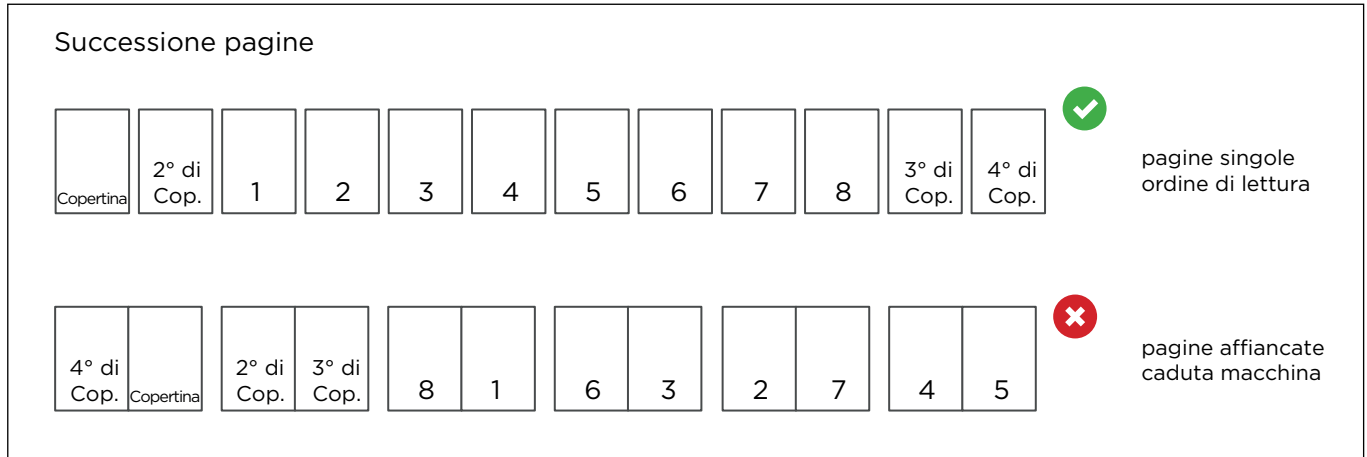 Successione pagine
Copertina
2° di
Cop.
1
2
3
4
5
6
7
8
3° di
Cop.
4° di
Cop.
pagine singole
ordine di lettura
4° di
Cop.
Copertina
2° di
Cop.
3° di
Cop.
8
1
6
3
2
7
4
5
pagine affiancate
caduta macchina